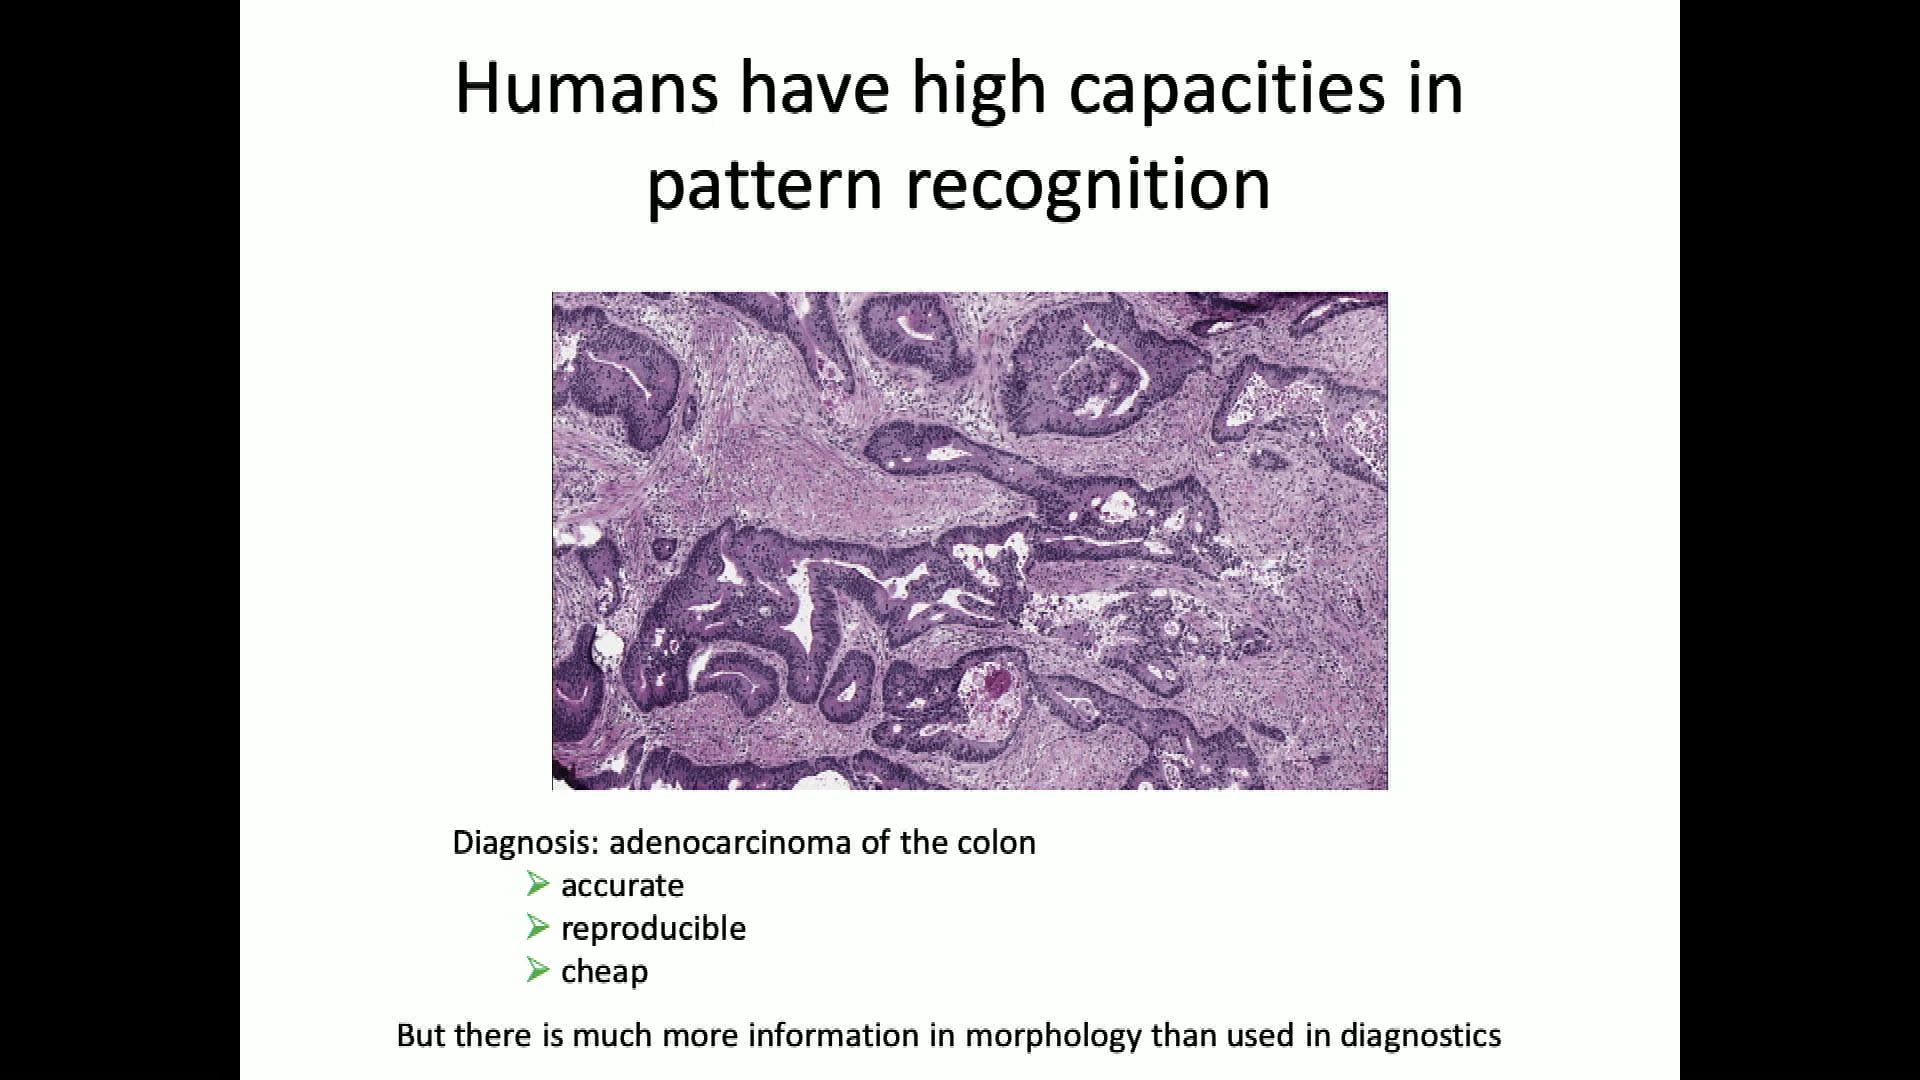 Humans have high capacities in
pattern recognition
Diagnosis: adenocarcinoma of the colon
accurate
reproducible
cheap
But there is much more information in morphology than used in diagnostics